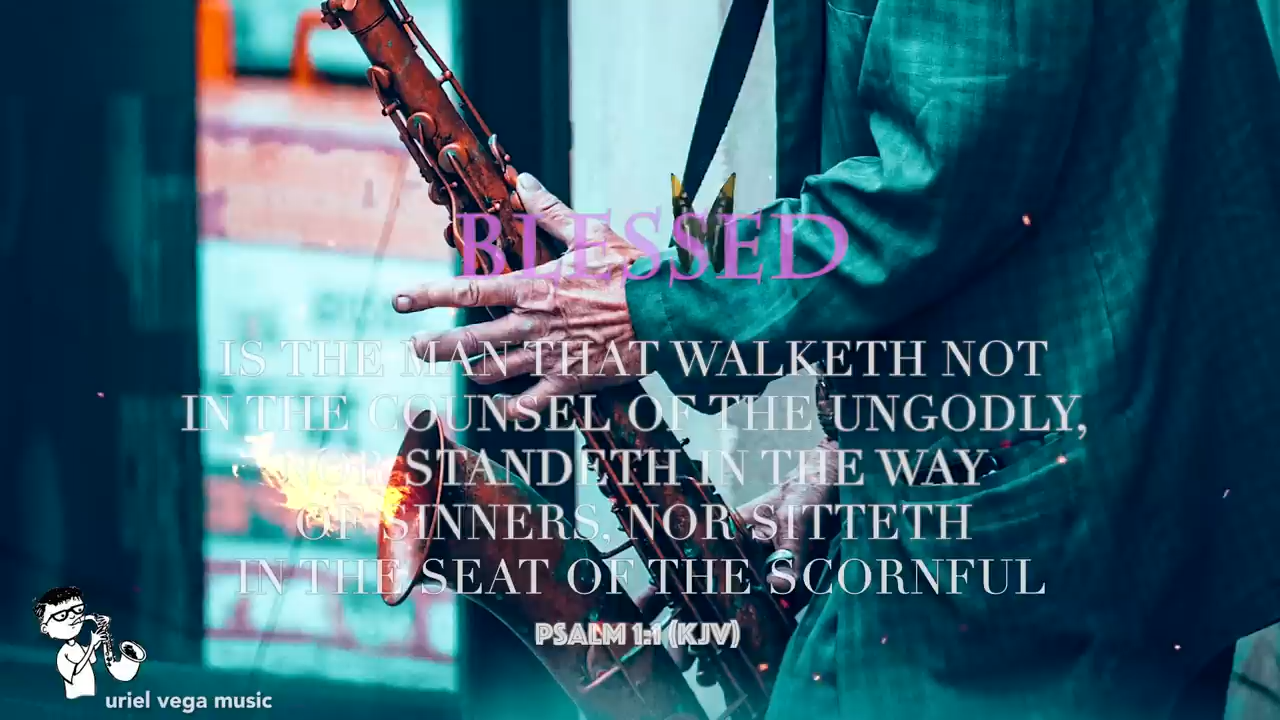 BLESSED
IS THE MAN THAT WALKETH NOT
IN THE COUNSEL OF THE UNGODLY,
NOR STANDETH IN THE WAY
OF SINNERS, NOR SITTETH
IN THE SEAT OF THE SCORNFUL
PSALM 1:1 (KJV)
uriel vega music